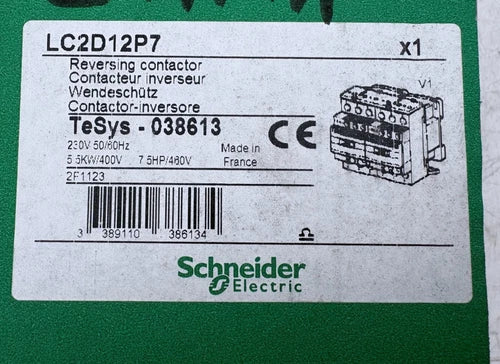 LC2D12P7 x1
Reversing contactor
Contacteur inverseur
Wendeschütz
Contactor-inversore
V1
TeSys - 038613
230V 50/60Hz Made in
5.5KW/400V 7.5HP/460V France
2F1123
CE
3 389110 386134
Schneider
Electric